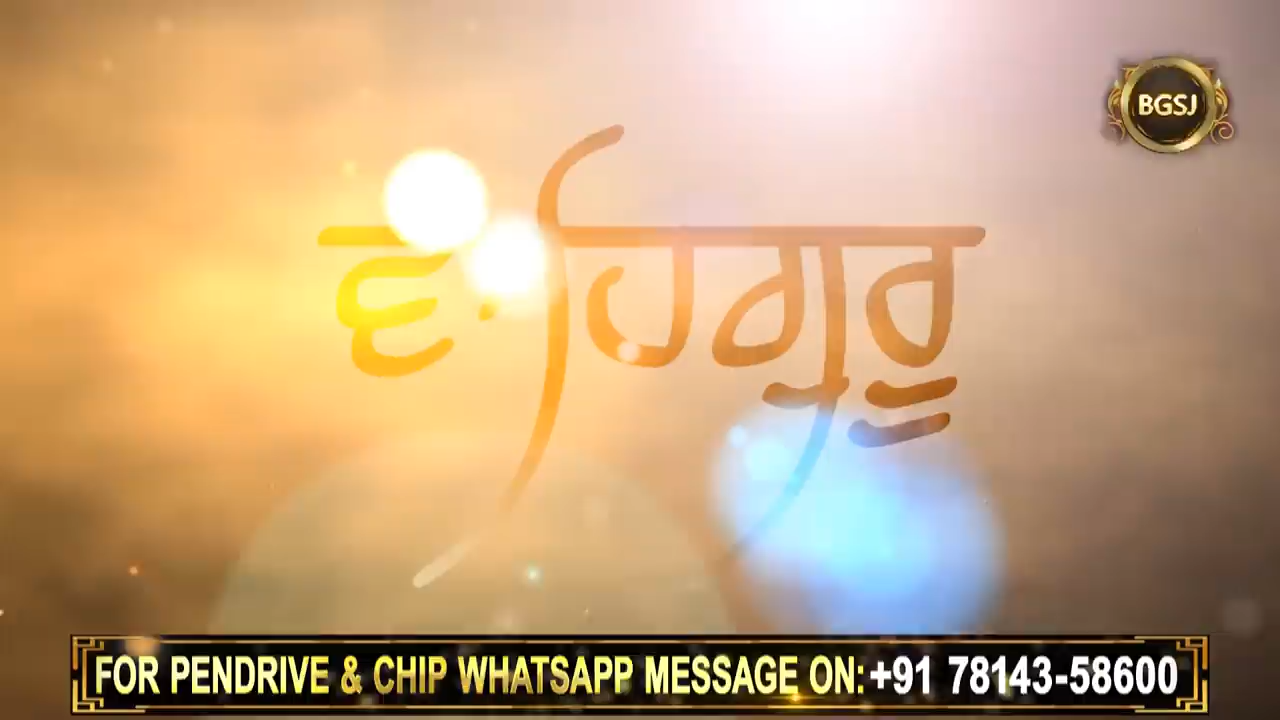 BGSJ
ਵਾਹਿਗੁਰੂ
FOR PENDRIVE & CHIP WHATSAPP MESSAGE ON: +91 78143-58600